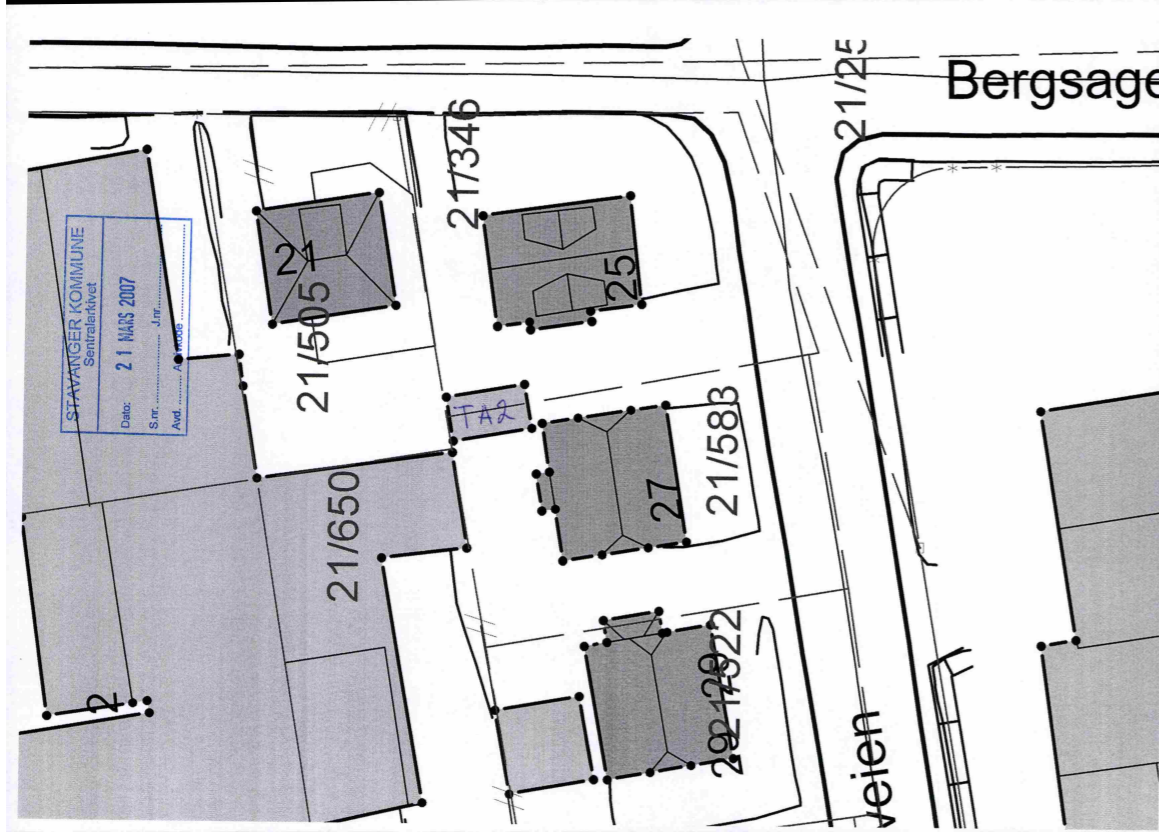 Bergsage
21/25
21/346
STAVANGER KOMMUNE
Sentralarkivet
Dato: 21 MARS 2007
S.nr. J.nr.
Avd.
21
21/505
25
TA2
21/583
27
21/650
2
29
veien